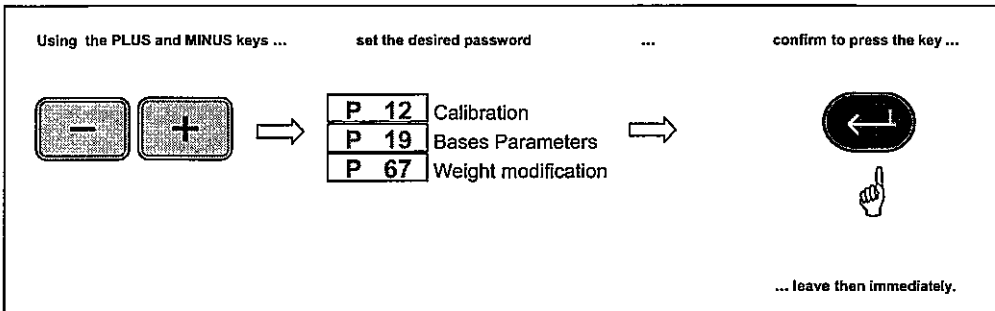 Using the PLUS and MINUS keys ... set the desired password ... confirm to press the key ...
- +
P 12 Calibration
P 19 Bases Parameters
P 67 Weight modification
... leave then immediately.